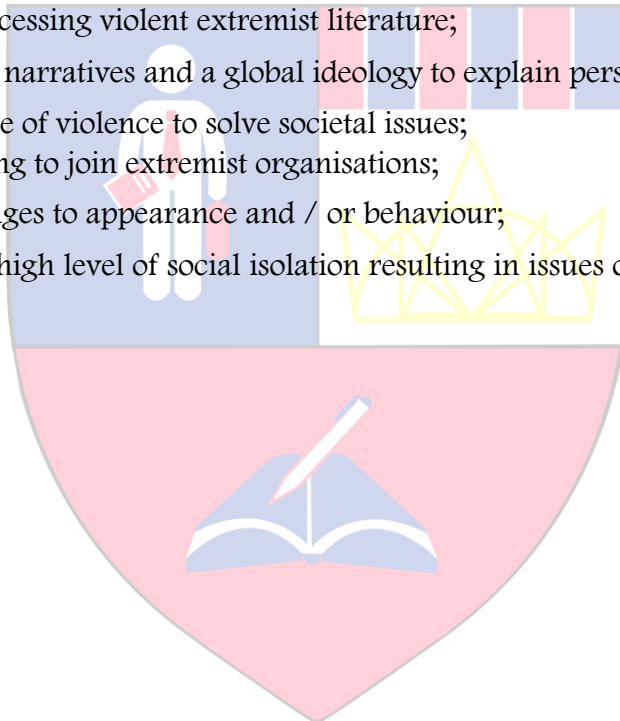 cessing violent extremist literature;
narratives and a global ideology to explain pers
e of violence to solve societal issues;
ng to join extremist organisations;
ges to appearance and / or behaviour;
high level of social isolation resulting in issues